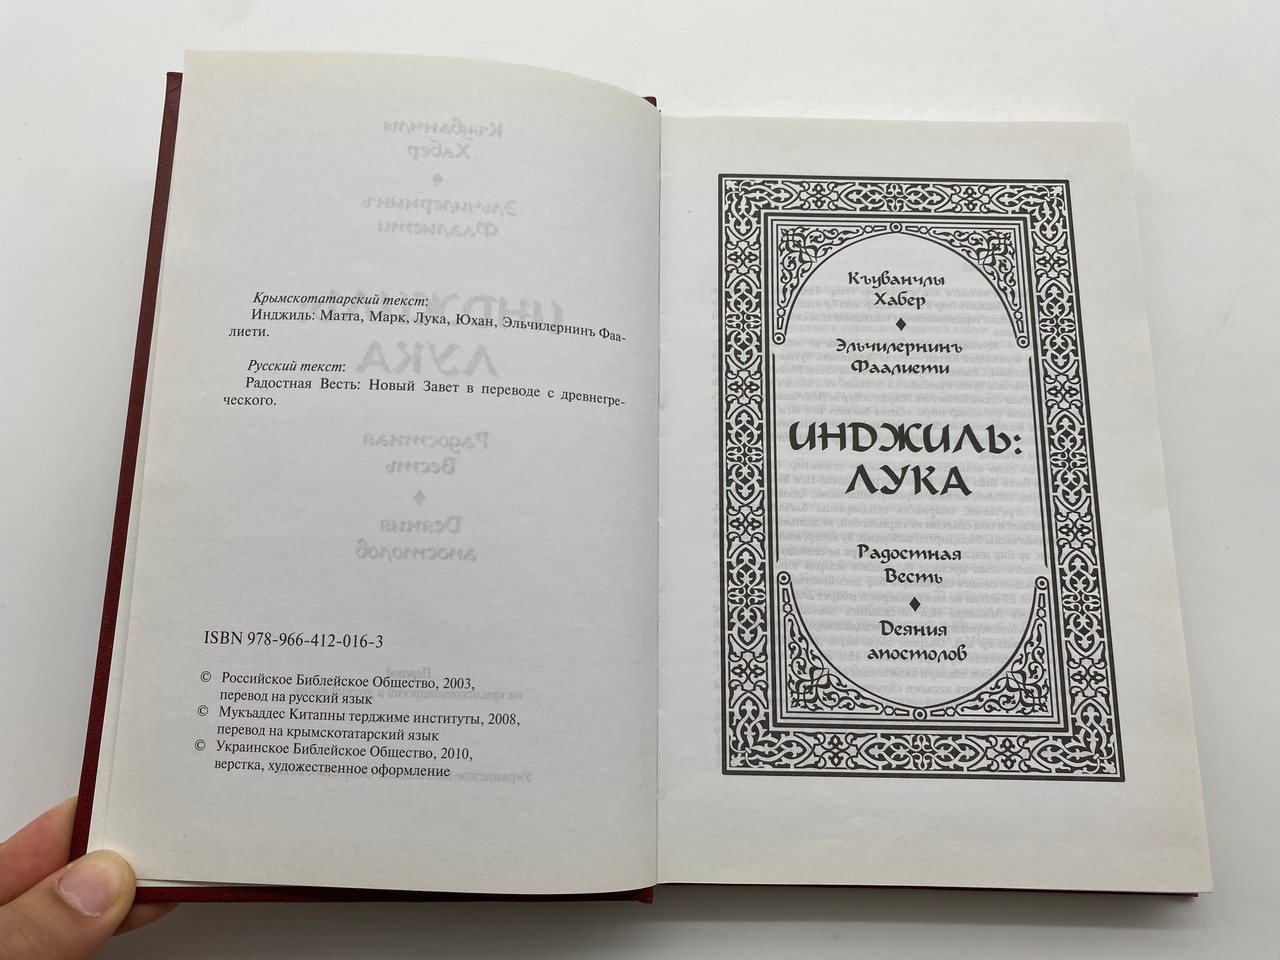 Крымскотатарский текст:
Инджиль: Матта, Марк, Лука, Юхан, Эльчилернинъ Фаа-
лиети.
Русский текст:
Радостная Весть: Новый Завет в переводе с древнегре-
ческого.
ISBN 978-966-412-016-3
© Российское Библейское Общество, 2003,
перевод на русский язык
© Мукъаддес Китапны терджиме институты, 2008,
перевод на крымскотатарский язык
© Украинское Библейское Общество, 2010,
верстка, художественное оформление
Къуванчлы
Хабер
Эльчилернинъ
Фаалиети
ИНДЖИЛЬ:
ЛУКА
Радостная
Весть
Деяния
апостолов